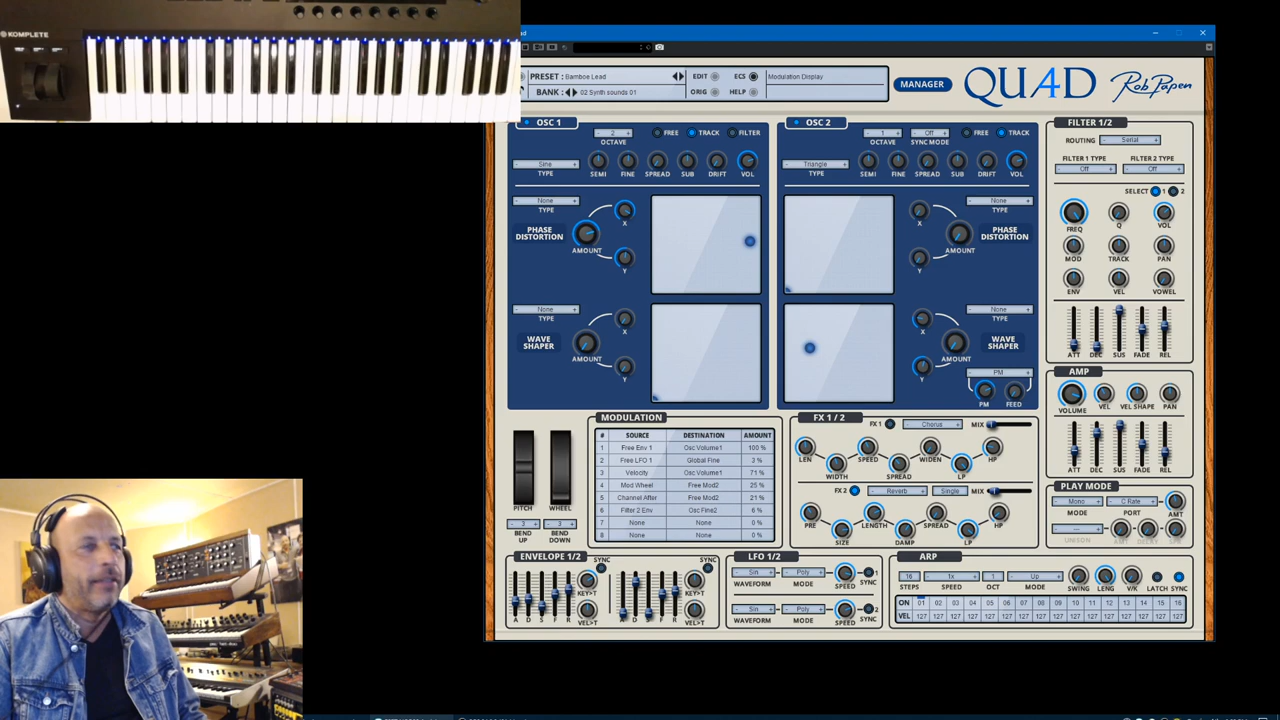 KOMPLETE
PRESET: Bamboe Lead
EDIT
ECS
Modulation Display
BANK: 02 Synth sounds 01
ORIG
HELP
MANAGER
QUAD
Rob Papen
OSC 1
- 2 +
OCTAVE
FREE
TRACK
FILTER
- Sine +
TYPE
SEMI
FINE
SPREAD
SUB
DRIFT
VOL
- None +
TYPE
PHASE
DISTORTION
AMOUNT
X
Y
- None +
TYPE
WAVE
SHAPER
AMOUNT
X
Y
OSC 2
- 1 +
OCTAVE
- Off +
SYNC MODE
FREE
TRACK
- Triangle +
TYPE
SEMI
FINE
SPREAD
SUB
DRIFT
VOL
- None +
TYPE
X
AMOUNT
PHASE
DISTORTION
Y
- None +
TYPE
X
AMOUNT
WAVE
SHAPER
Y
- PM +
PM
FEED
FILTER 1/2
ROUTING
- Serial +
FILTER 1 TYPE
FILTER 2 TYPE
- Off +
- Off +
SELECT 1 2
FREQ
Q
VOL
MOD
TRACK
PAN
ENV
VEL
VOWEL
ATT DEC SUS FADE REL
AMP
VOLUME
VEL
VEL SHAPE
PAN
ATT DEC SUS FADE REL
PLAY MODE
- Mono +
- C Rate +
MODE
PORT
AMT
- --- +
UNISON
AMT
DELAY
PITCH
WHEEL
- 3 +
- 3 +
BEND
UP
BEND
DOWN
MODULATION
# SOURCE DESTINATION AMOUNT
1 Free Env 1 Osc Volume1 100 %
2 Free LFO 1 Global Fine 3 %
3 Velocity Osc Volume1 71 %
4 Mod Wheel Free Mod2 25 %
5 Channel After Free Mod2 21 %
6 Filter 2 Env Osc Fine2 6 %
7 None None 0 %
8 None None 0 %
FX 1 / 2
FX 1
- Chorus +
MIX
LEN
WIDTH
SPEED
SPREAD
WIDEN
LP
HP
FX 2
- Reverb +
Single
MIX
PRE
SIZE
LENGTH
DAMP
SPREAD
LP
HP
ENVELOPE 1/2
SYNC
KEY>T
VEL>T
A D S F R
SYNC
KEY>T
VEL>T
A D S F R
LFO 1/2
- Sin +
- Poly +
WAVEFORM
MODE
SPEED
SYNC
- Sin +
- Poly +
2
WAVEFORM
MODE
SPEED
ARP
16
- 1x +
1
- Up +
STEPS
SPEED
OCT
MODE
SWING
LENG
V/K
LATCH
SYNC
ON 01 02 03 04 05 06 07 08 09 10 11 12 13 14 15 16
VEL 127 127 127 127 127 127 127 127 127 127 127 127 127 127 127 127